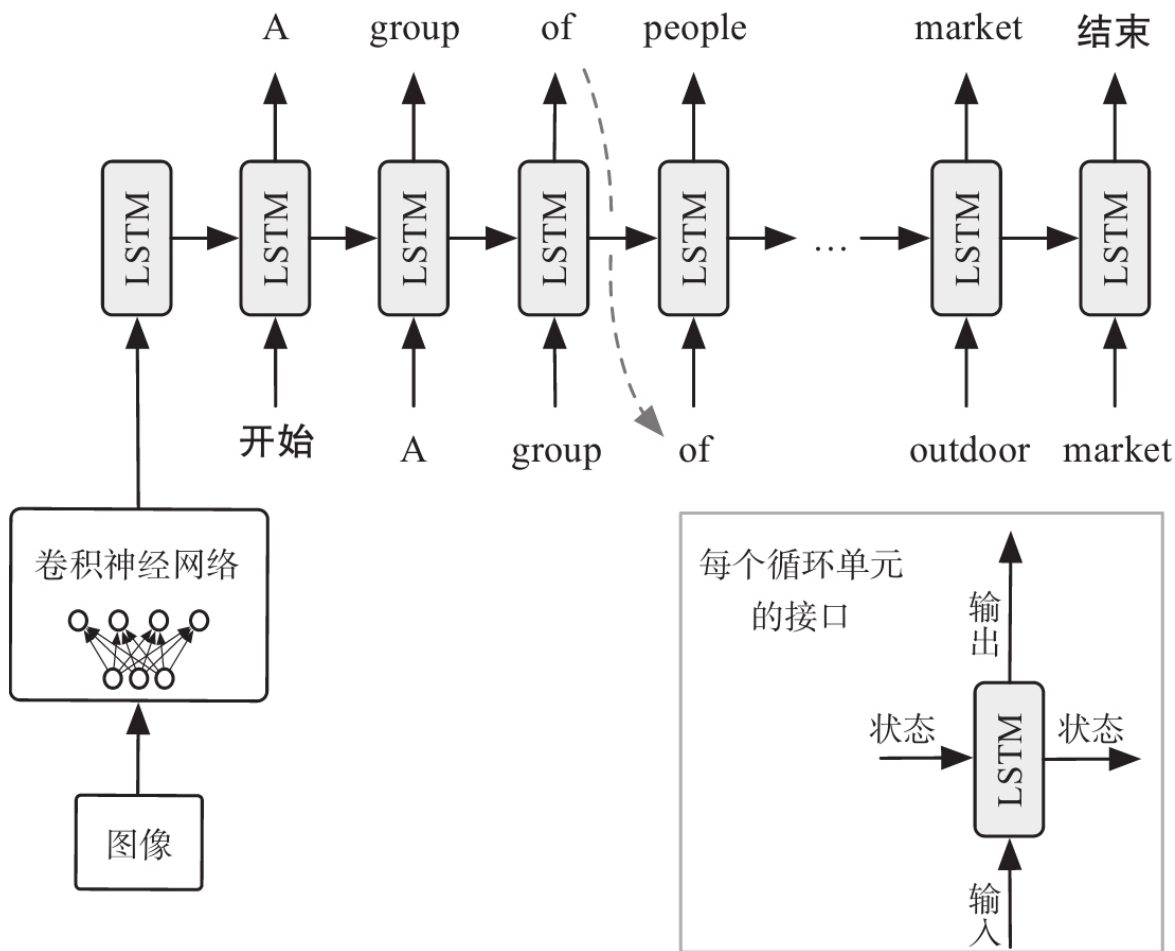 A group of people market 结束
LSTM LSTM LSTM LSTM LSTM ... LSTM LSTM
开始 A group of outdoor market
卷积神经网络
图像
每个循环单元
的接口
输出
状态 LSTM 状态
输入